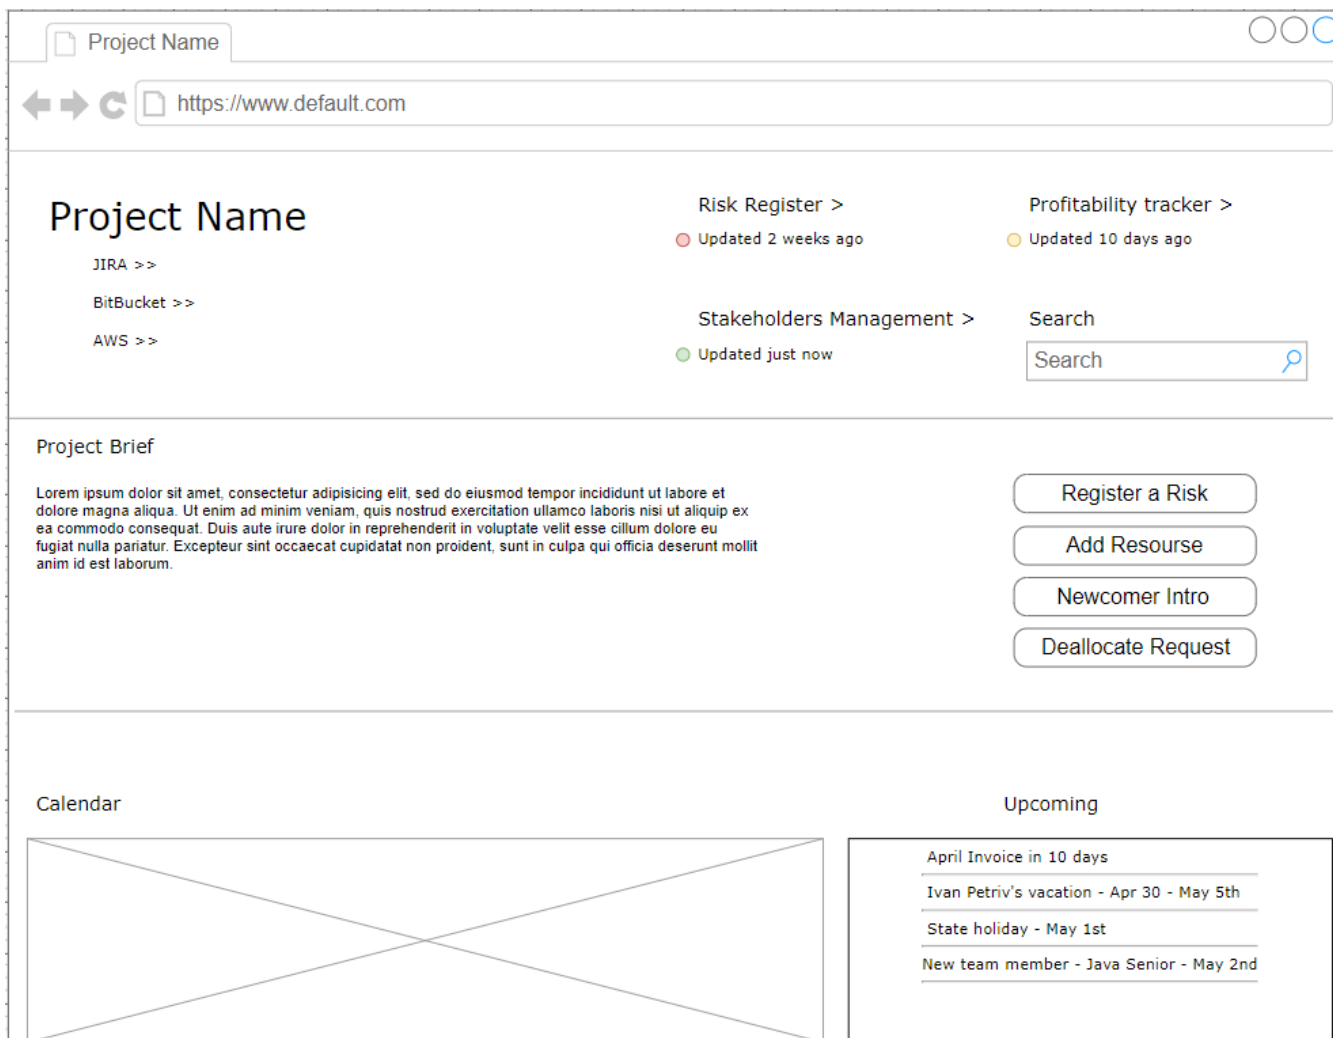 Project Name
https://www.default.com
Project Name
JIRA >>
BitBucket >>
AWS >>
Risk Register >
Updated 2 weeks ago
Profitability tracker >
Updated 10 days ago
Stakeholders Management >
Updated just now
Search
Search
Project Brief
Lorem ipsum dolor sit amet, consectetur adipisicing elit, sed do eiusmod tempor incididunt ut labore et
dolore magna aliqua. Ut enim ad minim veniam, quis nostrud exercitation ullamco laboris nisi ut aliquip ex
ea commodo consequat. Duis aute irure dolor in reprehenderit in voluptate velit esse cillum dolore eu
fugiat nulla pariatur. Excepteur sint occaecat cupidatat non proident, sunt in culpa qui officia deserunt mollit
anim id est laborum.
Register a Risk
Add Resourse
Newcomer Intro
Deallocate Request
Calendar
Upcoming
April Invoice in 10 days
Ivan Petriv's vacation - Apr 30 - May 5th
State holiday - May 1st
New team member - Java Senior - May 2nd